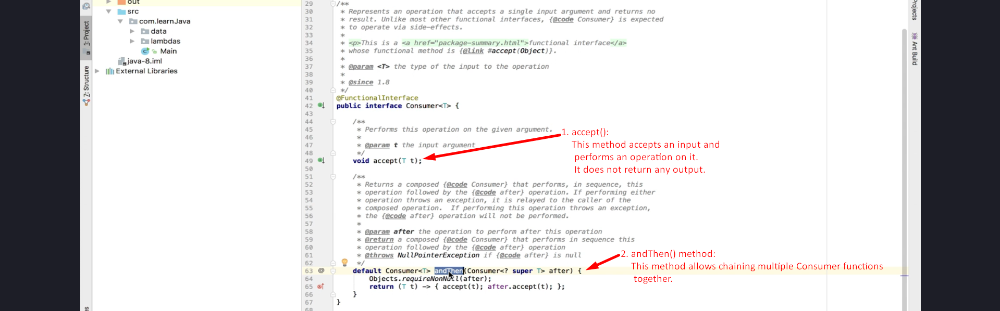 out
src
com.learnJava
data
lambdas
Main
java-8.iml
External Libraries
1: Project
Z: Structure
29 /**
30 * Represents an operation that accepts a single input argument and returns no
31 * result. Unlike most other functional interfaces, {@code Consumer} is expected
32 * to operate via side-effects.
33 *
34 * <p>This is a <a href="package-summary.html">functional interface</a>
35 * whose functional method is {@link #accept(Object)}.
36 *
37 * @param <T> the type of the input to the operation
38 *
39 * @since 1.8
40 */
41 @FunctionalInterface
42 public interface Consumer<T> {
43
44 /**
45 * Performs this operation on the given argument.
46 *
47 * @param t the input argument
48 */
49 void accept(T t);
50
51 /**
52 * Returns a composed {@code Consumer} that performs, in sequence, this
53 * operation followed by the {@code after} operation. If performing either
54 * operation throws an exception, it is relayed to the caller of the
55 * composed operation.  If performing this operation throws an exception,
56 * the {@code after} operation will not be performed.
57 *
58 * @param after the operation to perform after this operation
59 * @return a composed {@code Consumer} that performs in sequence this
60 * operation followed by the {@code after} operation
61 * @throws NullPointerException if {@code after} is null
62 */
63 default Consumer<T> andThen(Consumer<? super T> after) {
64 Objects.requireNonNull(after);
65 return (T t) -> { accept(t); after.accept(t); };
66 }
67 }
68
1. accept():
This method accepts an input and
performs an operation on it.
It does not return any output.
2. andThen() method:
This method allows chaining multiple Consumer functions
together.
Projects
Ant Build